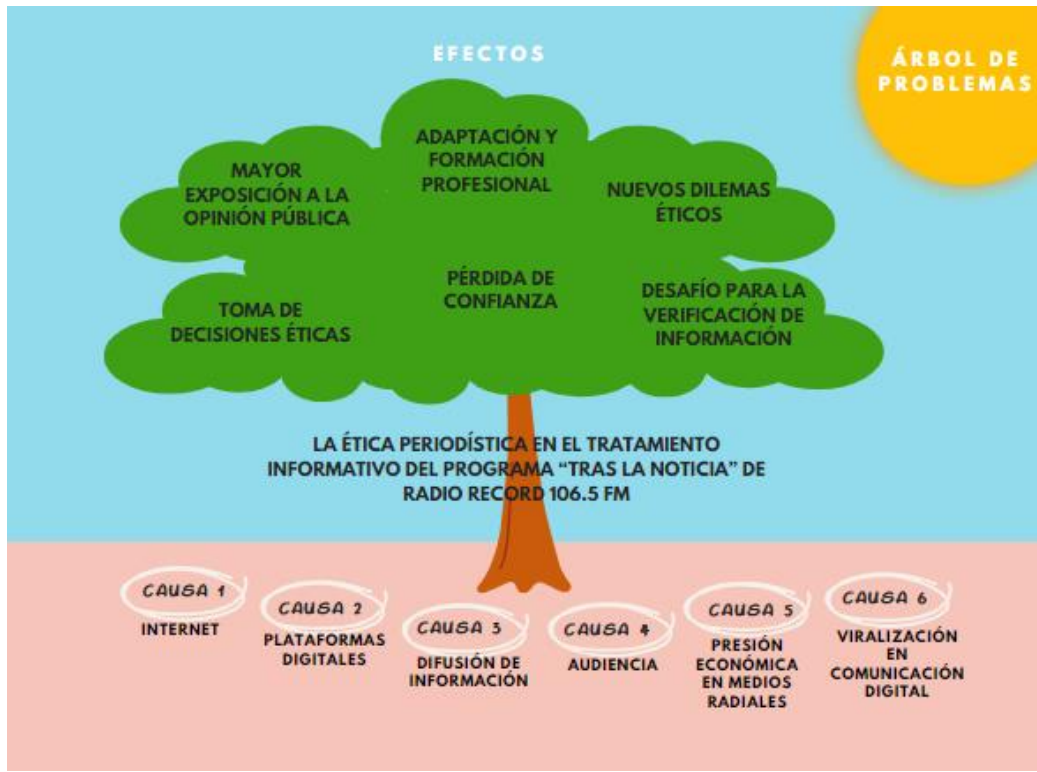 EFECTOS
ÁRBOL DE
PROBLEMAS
ADAPTACIÓN Y
FORMACIÓN
PROFESIONAL
MAYOR
EXPOSICIÓN A LA
OPINIÓN PÚBLICA
NUEVOS DILEMAS
ÉTICOS
PÉRDIDA DE
CONFIANZA
TOMA DE
DECISIONES ÉTICAS
DESAFÍO PARA LA
VERIFICACIÓN DE
INFORMACIÓN
LA ÉTICA PERIODÍSTICA EN EL TRATAMIENTO
INFORMATIVO DEL PROGRAMA “TRAS LA NOTICIA” DE
RADIO RECORD 106.5 FM
CAUSA 1
INTERNET
CAUSA 2
PLATAFORMAS
DIGITALES
CAUSA 3
DIFUSIÓN DE
INFORMACIÓN
CAUSA 4
AUDIENCIA
CAUSA 5
PRESIÓN
ECONÓMICA
EN MEDIOS
RADIALES
CAUSA 6
VIRALIZACIÓN
EN
COMUNICACIÓN
DIGITAL